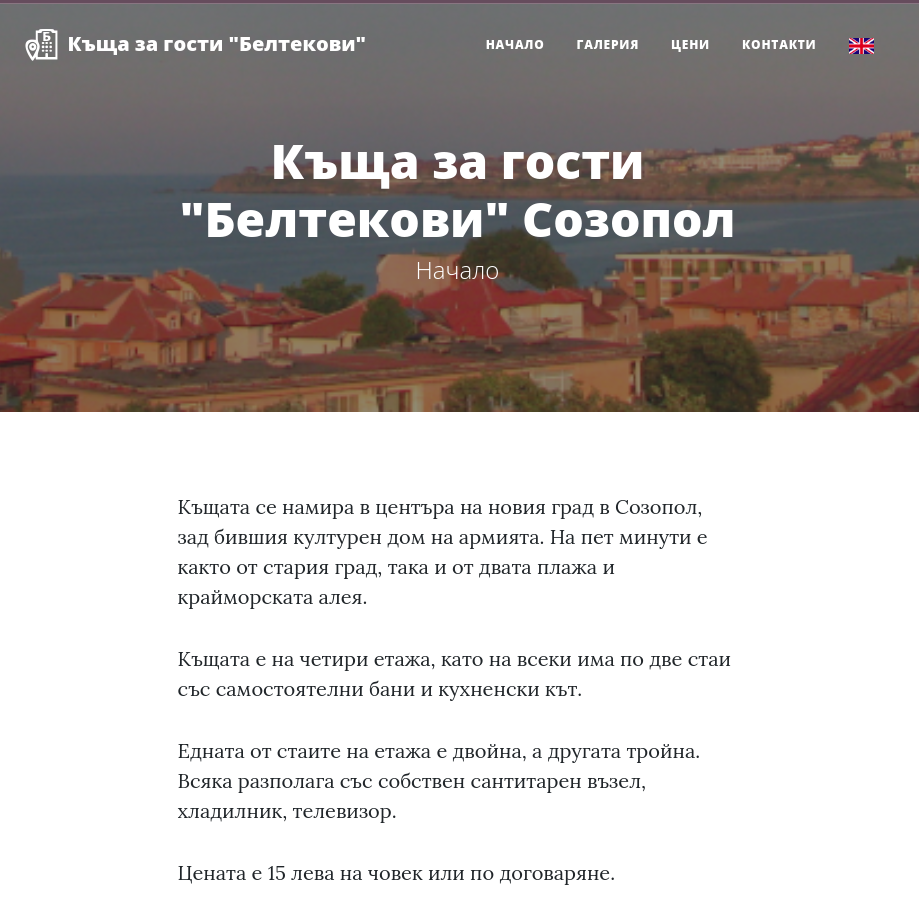 Б
Къща за гости "Белтекови"
НАЧАЛО
ГАЛЕРИЯ
ЦЕНИ
КОНТАКТИ
Къща за гости
"Белтекови" Созопол
Начало
Къщата се намира в центъра на новия град в Созопол,
зад бившия културен дом на армията. На пет минути е
както от стария град, така и от двата плажа и
крайморската алея.
Къщата е на четири етажа, като на всеки има по две стаи
със самостоятелни бани и кухненски кът.
Едната от стаите на етажа е двойна, а другата тройна.
Всяка разполага със собствен сантитарен възел,
хладилник, телевизор.
Цената е 15 лева на човек или по договаряне.